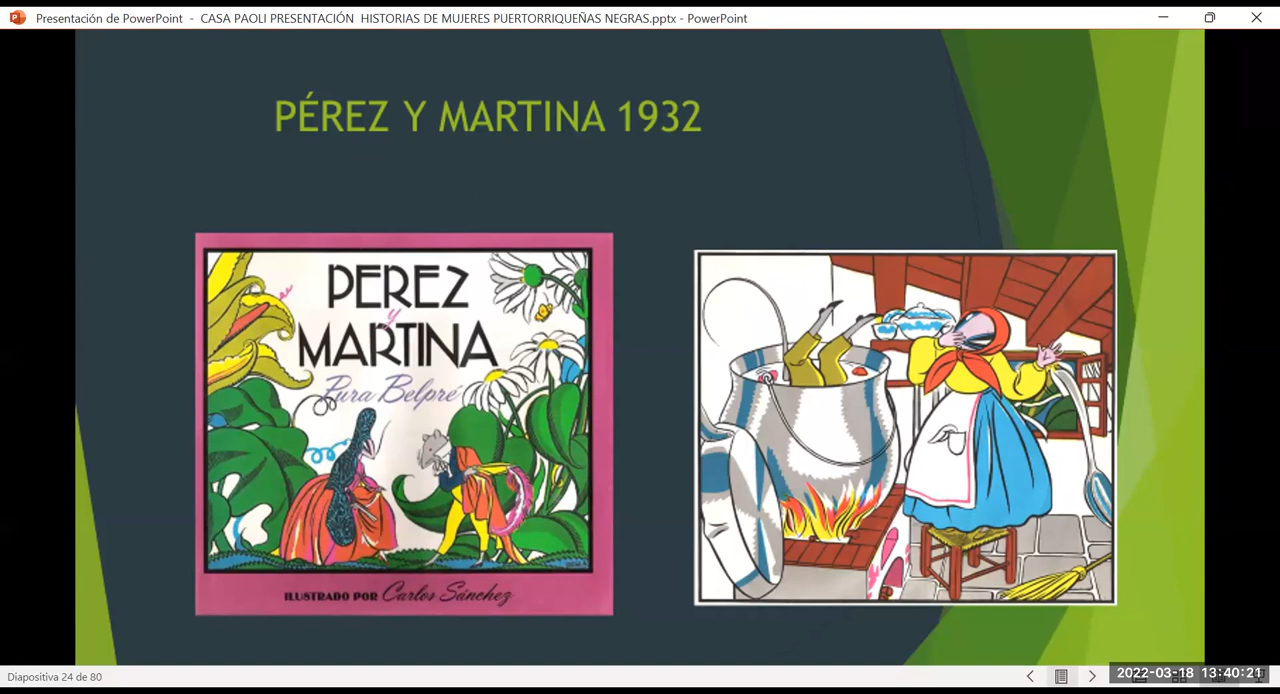 Presentación de PowerPoint - CASA PAOLI PRESENTACIÓN HISTORIAS DE MUJERES PUERTORRIQUEÑAS NEGRAS.pptx - PowerPoint
PÉREZ Y MARTINA 1932
PEREZ
y
MARTINA
Pura Belpré
ILUSTRADO POR Carlos Sánchez
Diapositiva 24 de 80
2022-03-18 13:40:21